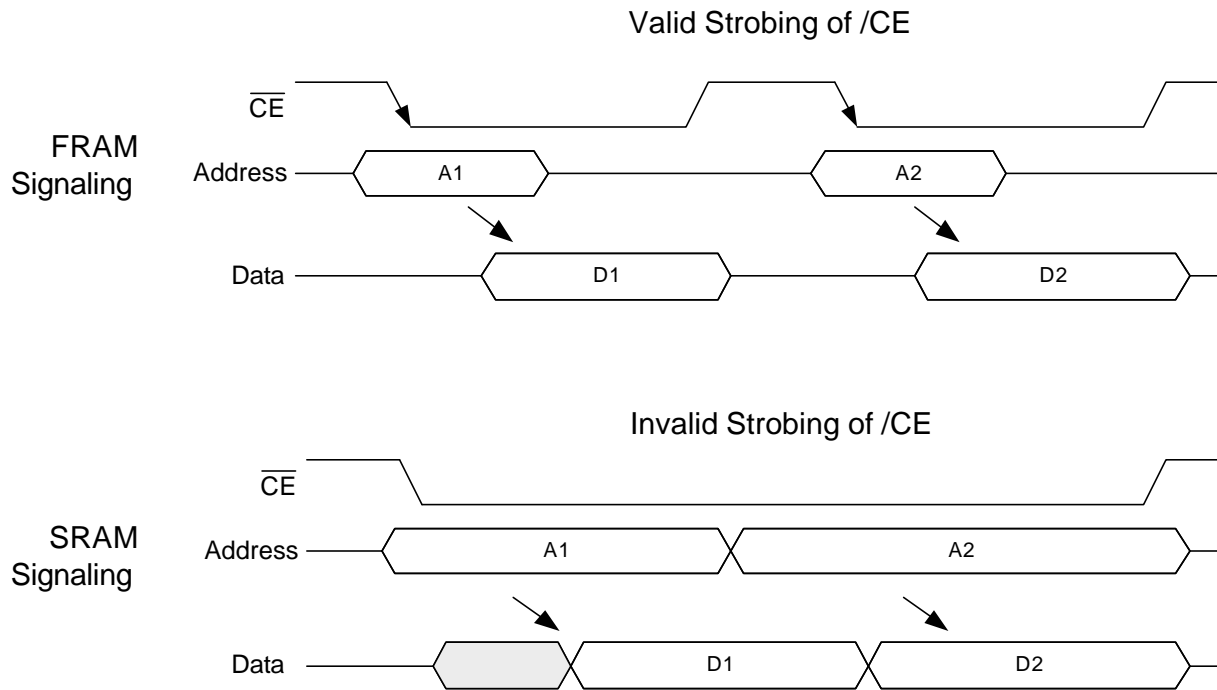 Valid Strobing of /CE
CE
FRAM
Signaling
Address
A1
A2
Data
D1
D2
Invalid Strobing of /CE
CE
SRAM
Signaling
Address
A1
A2
Data
D1
D2